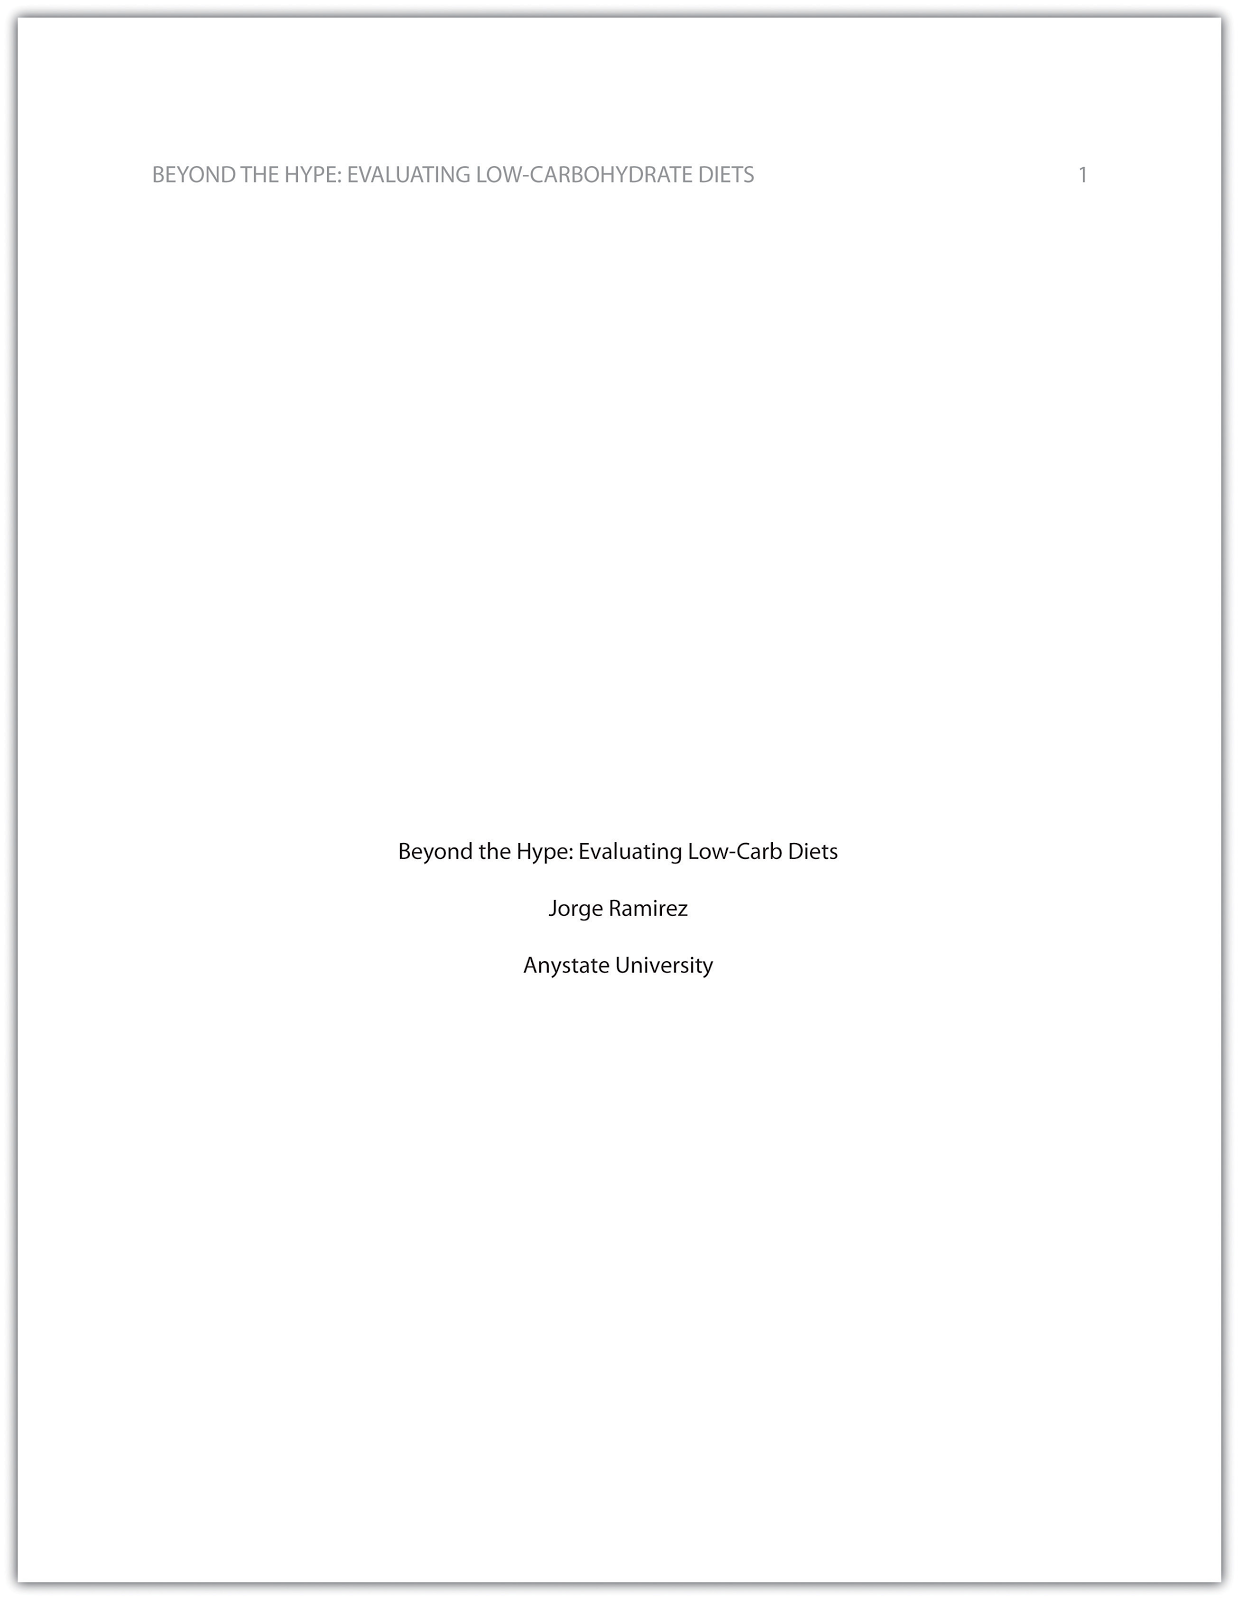 BEYOND THE HYPE: EVALUATING LOW-CARBOHYDRATE DIETS 1
Beyond the Hype: Evaluating Low-Carb Diets
Jorge Ramirez
Anystate University